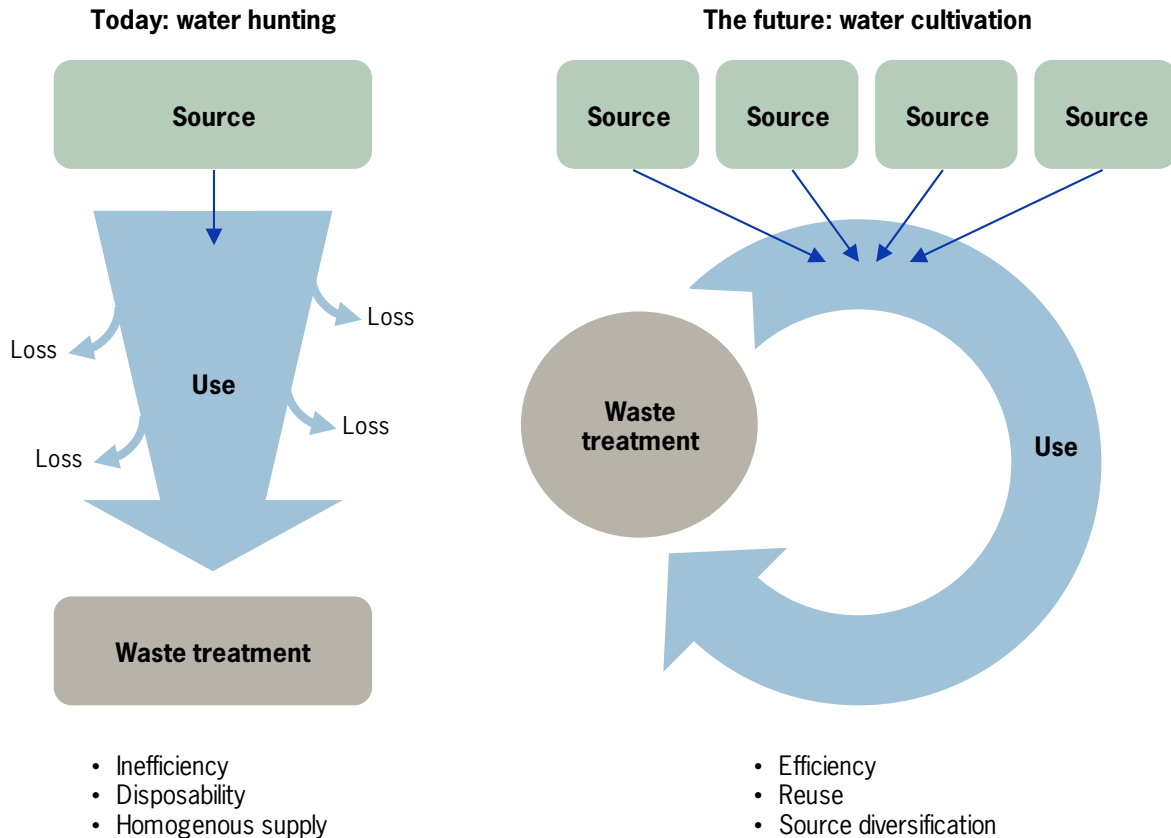 Today: water hunting
Source
Loss
Loss
Use
Loss
Loss
Waste treatment
• Inefficiency
• Disposability
• Homogenous supply
The future: water cultivation
Source
Source
Source
Source
Waste
treatment
Use
• Efficiency
• Reuse
• Source diversification